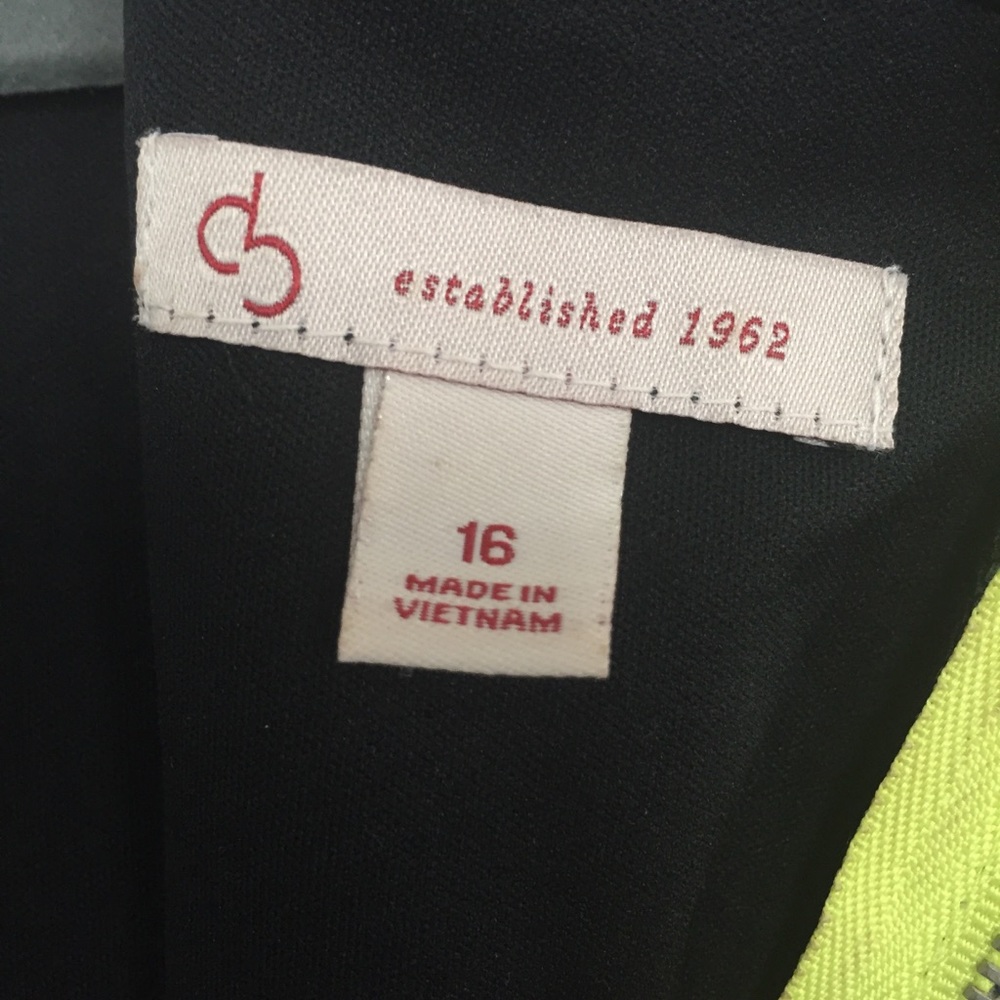 established 1962
16
MADE IN
VIETNAM